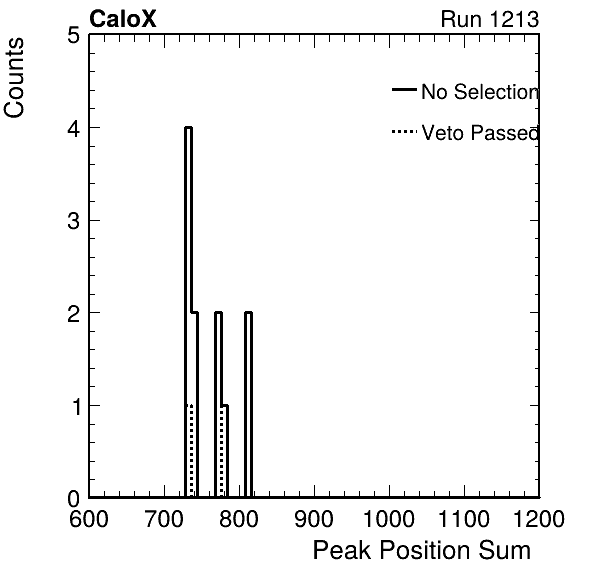 CaloX Run 1213
Counts
5
4
3
2
1
0
No Selection
Veto Passed
600 700 800 900 1000 1100 1200
Peak Position Sum